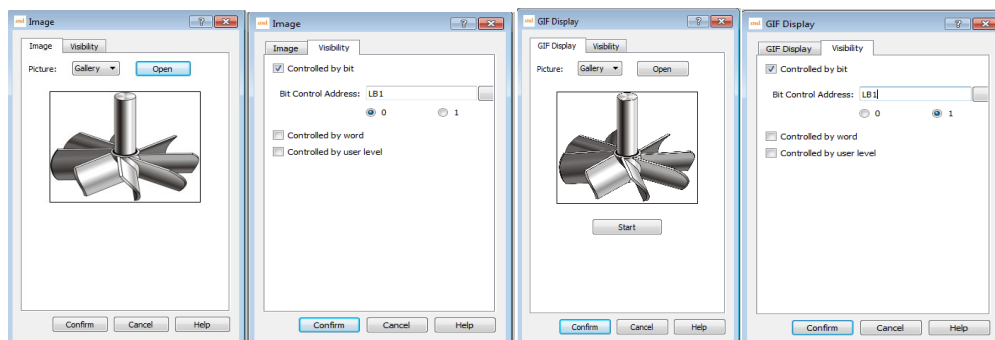 Image
Image Visibility
Picture: Gallery Open
Confirm Cancel Help
Image
Image Visibility
Controlled by bit
Bit Control Address: LB1
0 1
Controlled by word
Controlled by user level
Confirm Cancel Help
GIF Display
GIF Display Visibility
Picture: Gallery Open
Start
Confirm Cancel Help
GIF Display
GIF Display Visibility
Controlled by bit
Bit Control Address: LB1
0 1
Controlled by word
Controlled by user level
Confirm Cancel Help